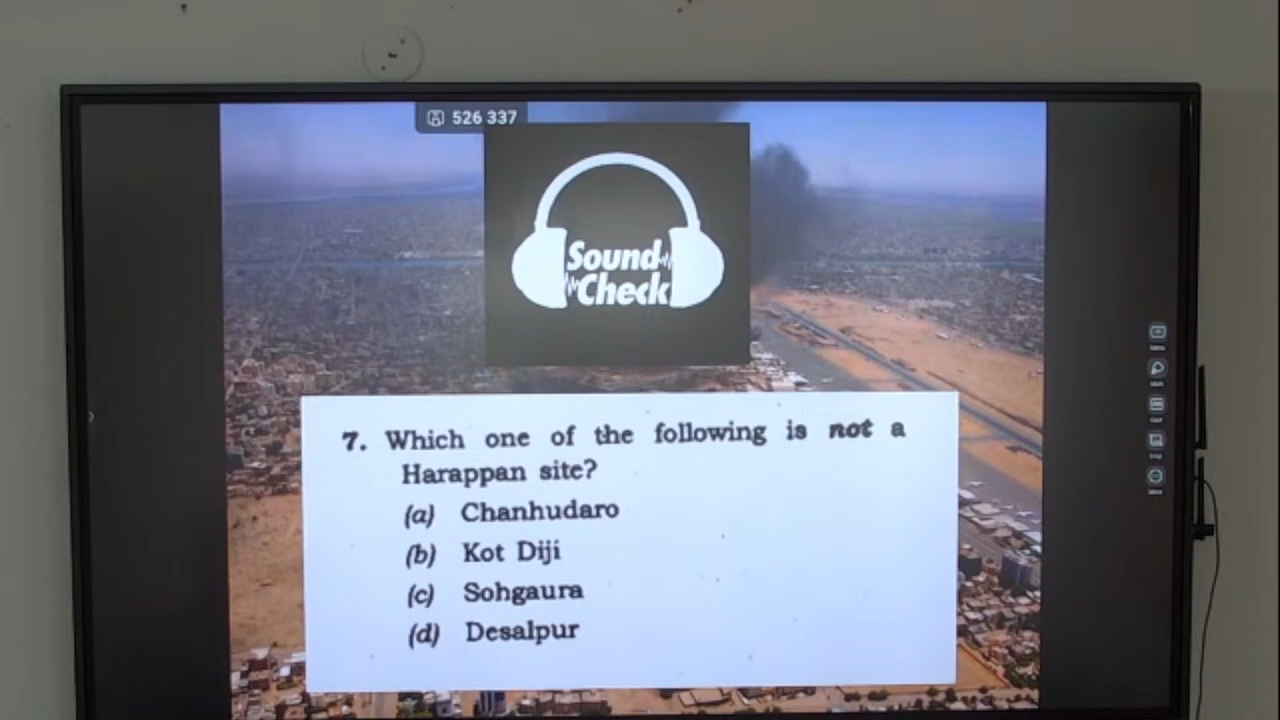 526 337
Sound
Check
7. Which one of the following is not a
Harappan site?
(a) Chanhudaro
(b) Kot Diji
(c) Sohgaura
(d) Desalpur